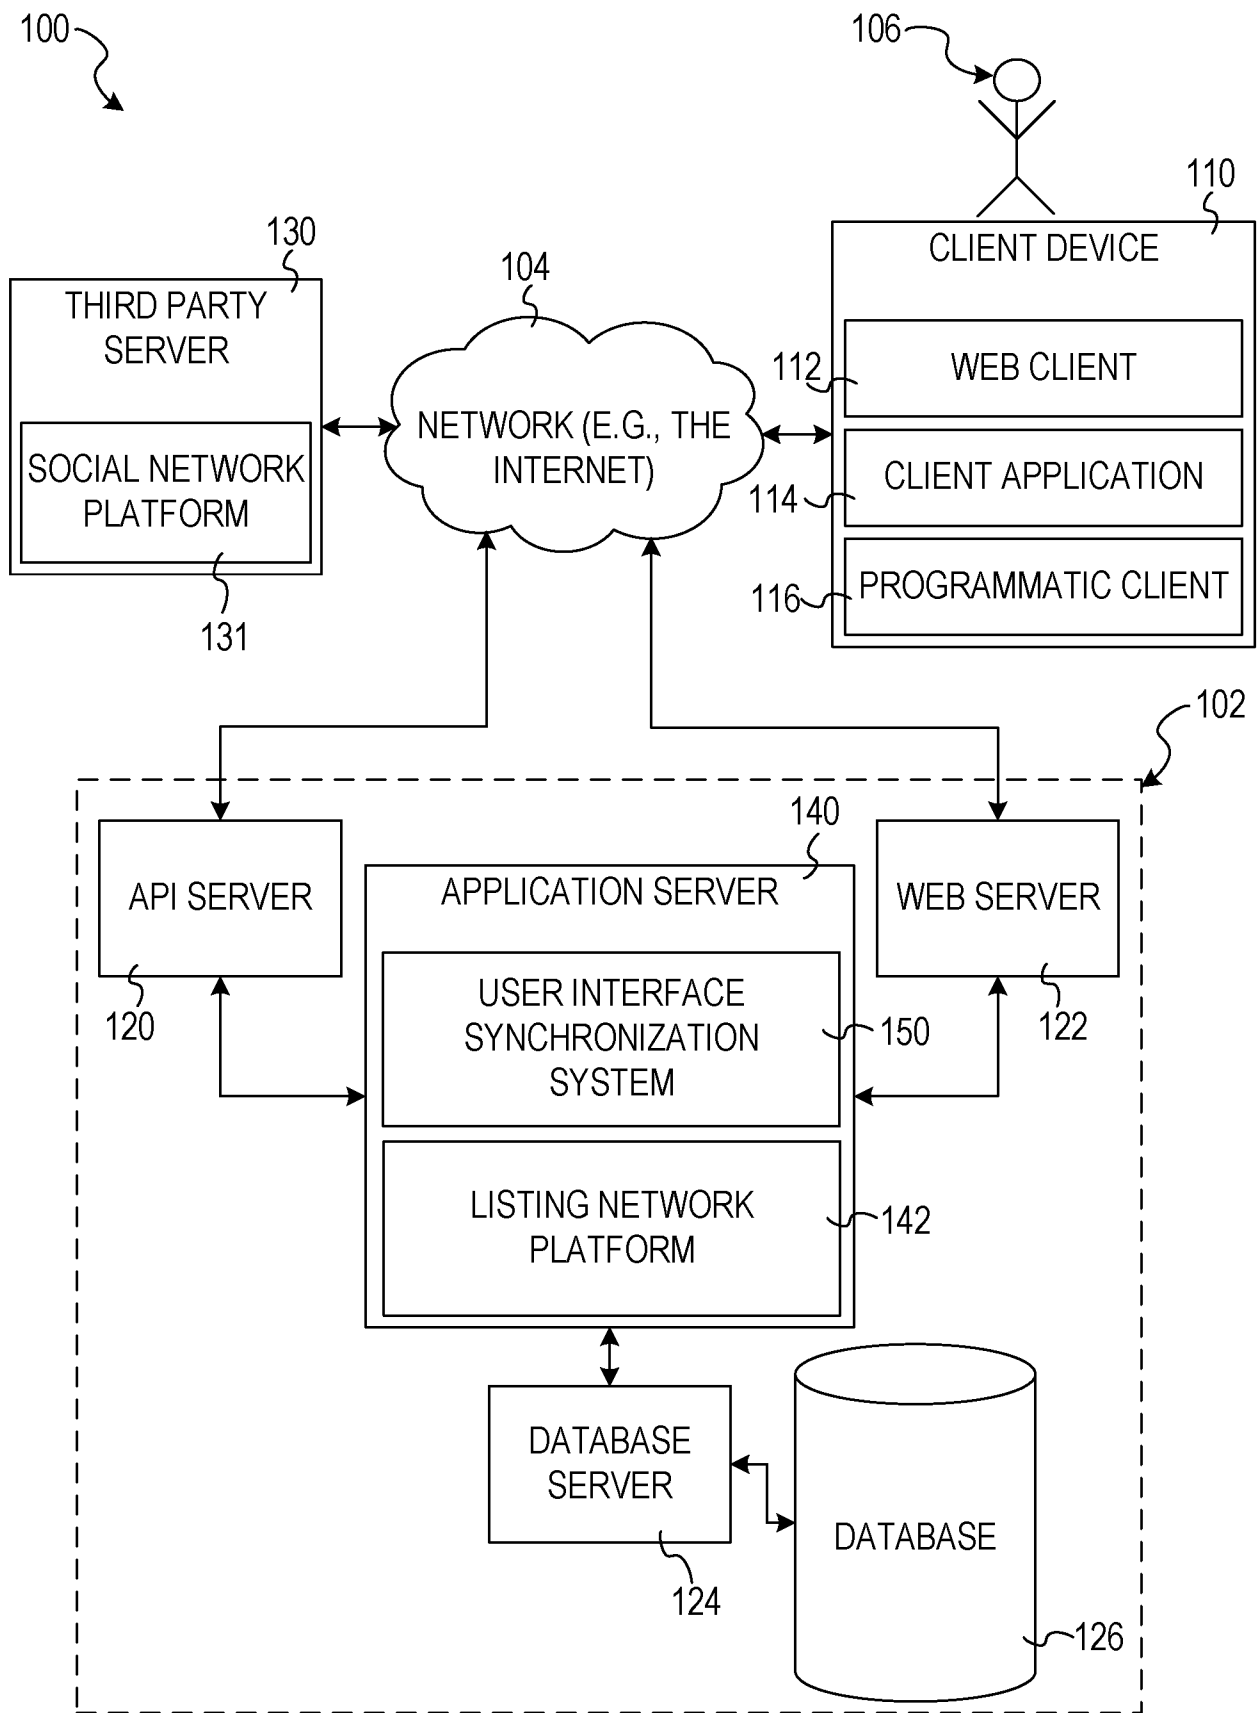 100
106
110
CLIENT DEVICE
130
THIRD PARTY
SERVER
104
112
WEB CLIENT
NETWORK (E.G., THE
INTERNET)
SOCIAL NETWORK
PLATFORM
114
CLIENT APPLICATION
116
PROGRAMMATIC CLIENT
131
102
140
API SERVER
APPLICATION SERVER
WEB SERVER
120
USER INTERFACE
SYNCHRONIZATION
SYSTEM
150
122
LISTING NETWORK
PLATFORM
142
DATABASE
SERVER
DATABASE
124
126